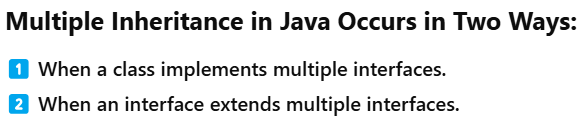 Multiple Inheritance in Java Occurs in Two Ways:
1 When a class implements multiple interfaces.
2 When an interface extends multiple interfaces.